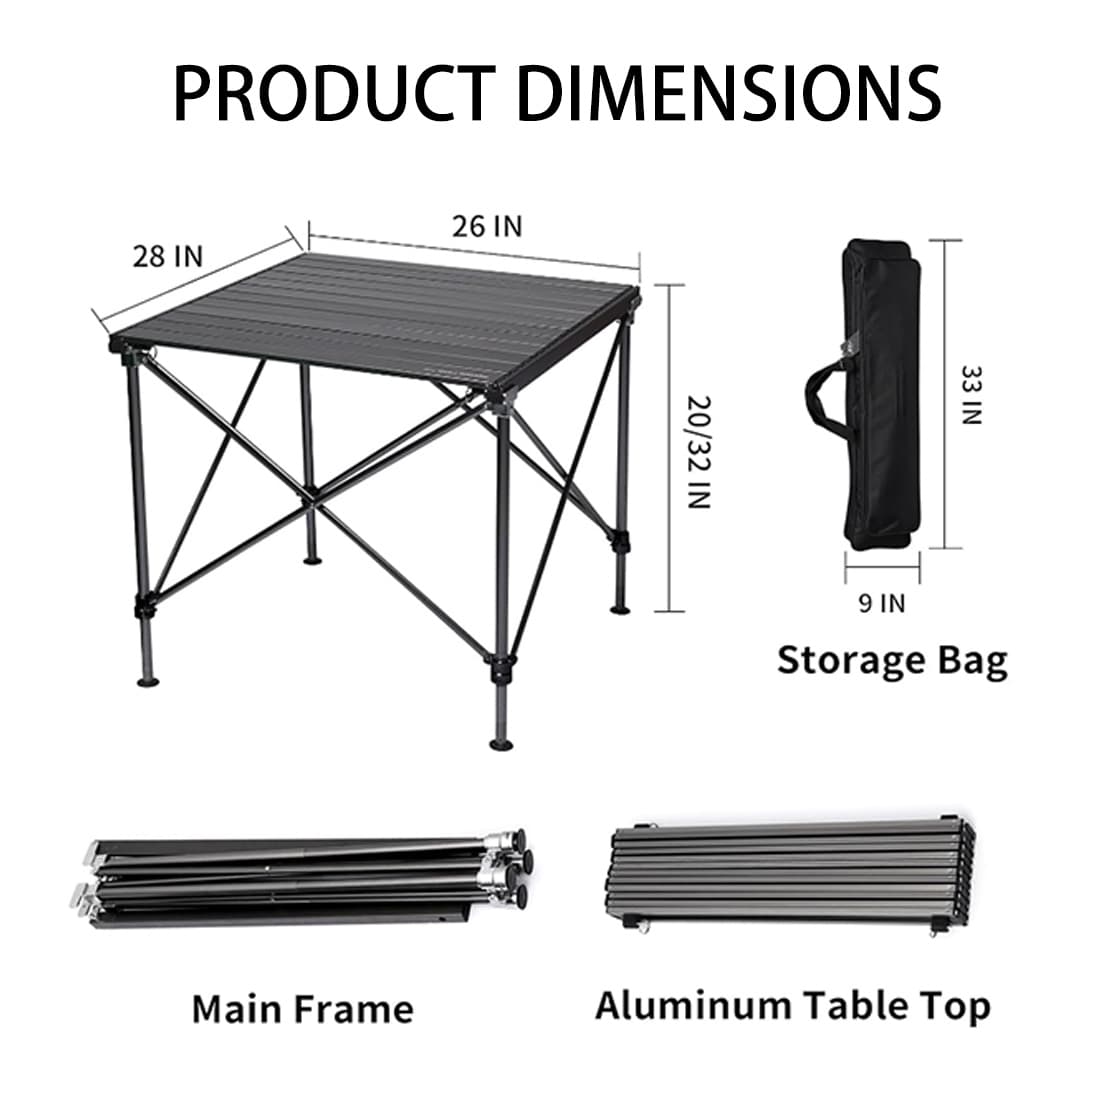 PRODUCT DIMENSIONS
26 IN
28 IN
20/32 IN
33 IN
9 IN
Storage Bag
Main Frame
Aluminum Table Top